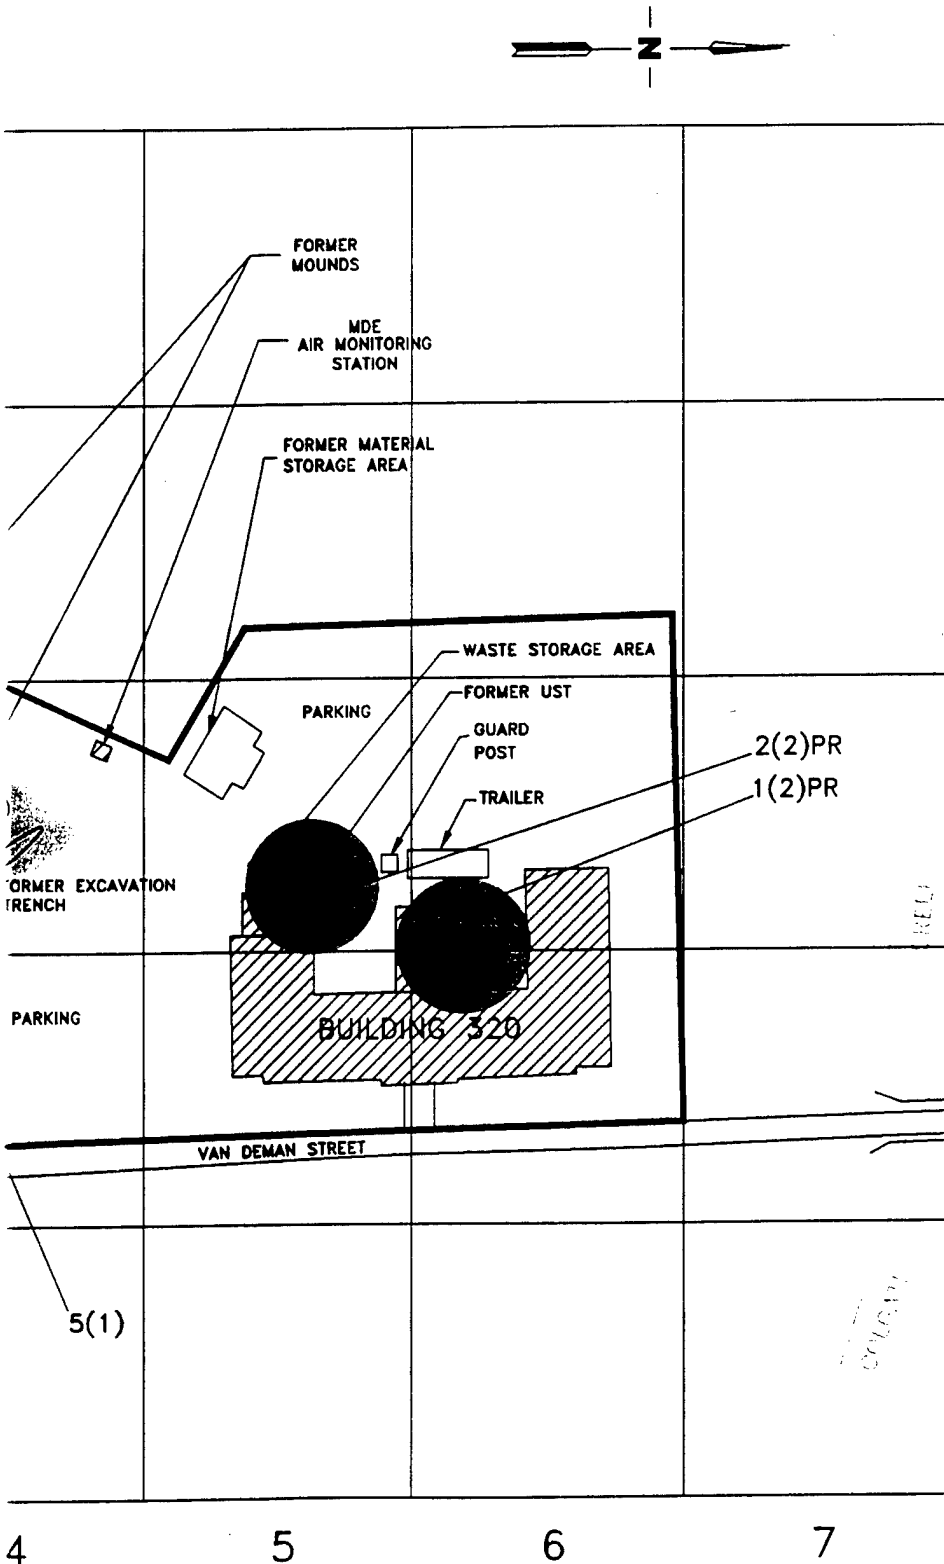 N
FORMER
MOUNDS
MDE
AIR MONITORING
STATION
FORMER MATERIAL
STORAGE AREA
WASTE STORAGE AREA
FORMER UST
PARKING
GUARD
POST
2(2)PR
1(2)PR
TRAILER
ORMER EXCAVATION
RENCH
PARKING
BUILDING 320
VAN DEMAN STREET
5(1)
4 5 6 7